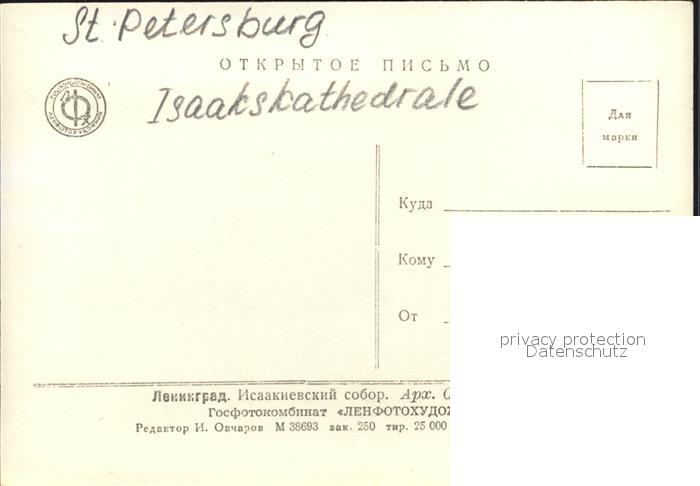 St. Petersburg
ОТКРЫТОЕ ПИСЬМО
Isaakskathedrale
Для
марки
Куда
Кому
От
privacy protection
Datenschutz
Ленинград. Исаакиевский собор. Арх.
Госфотокомбинат «ЛЕНФОТОХУДОЖ
Редактор И. Овчаров М 38693 зак. 250 тир. 25 000